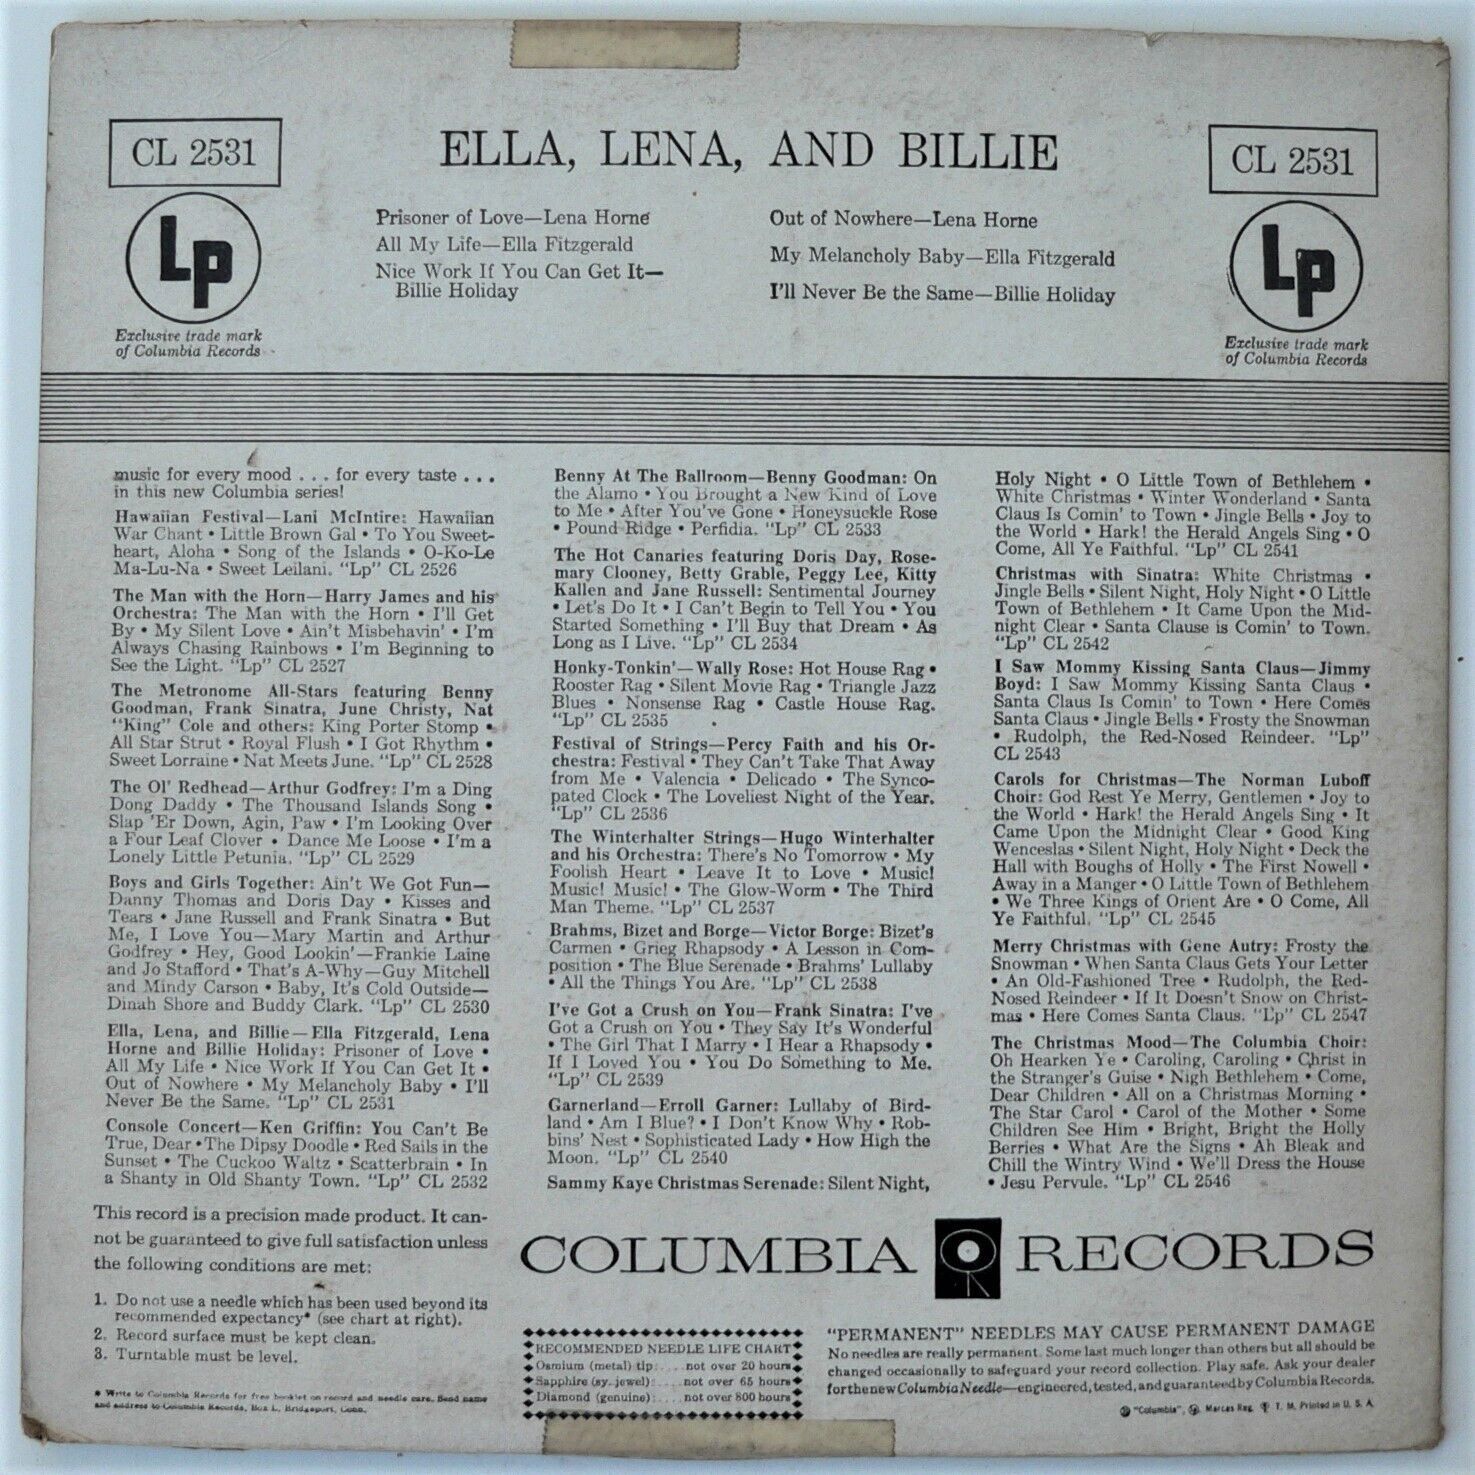 CL 2531
ELLA, LENA, AND BILLIE
CL 2531
Lp
Exclusive trade mark
of Columbia Records
Prisoner of Love—Lena Horne
All My Life—Ella Fitzgerald
Nice Work If You Can Get It—
Billie Holiday
Out of Nowhere—Lena Horne
My Melancholy Baby—Ella Fitzgerald
I'll Never Be the Same—Billie Holiday
Lp
Exclusive trade mark
of Columbia Records
music for every mood . . . for every taste . . .
in this new Columbia series!
Hawaiian Festival—Lani McIntire: Hawaiian
War Chant • Little Brown Gal • To You Sweet-
heart, Aloha • Song of the Islands • O-Ko-Le
Ma-Lu-Na • Sweet Leilani. "Lp" CL 2526
The Man with the Horn—Harry James and his
Orchestra: The Man with the Horn • I'll Get
By • My Silent Love • Ain't Misbehavin' • I'm
Always Chasing Rainbows • I'm Beginning to
See the Light. "Lp" CL 2527
The Metronome All-Stars featuring Benny
Goodman, Frank Sinatra, June Christy, Nat
"King" Cole and others: King Porter Stomp •
All Star Strut • Royal Flush • I Got Rhythm •
Sweet Lorraine • Nat Meets June. "Lp" CL 2528
The Ol' Redhead—Arthur Godfrey: I'm a Ding
Dong Daddy • The Thousand Islands Song •
Slap 'Er Down, Agin, Paw • I'm Looking Over
a Four Leaf Clover • Dance Me Loose • I'm a
Lonely Little Petunia. "Lp" CL 2529
Boys and Girls Together: Ain't We Got Fun—
Danny Thomas and Doris Day • Kisses and
Tears • Jane Russell and Frank Sinatra • But
Me, I Love You—Mary Martin and Arthur
Godfrey • Hey, Good Lookin'—Frankie Laine
and Jo Stafford • That's A-Why—Guy Mitchell
and Mindy Carson • Baby, It's Cold Outside—
Dinah Shore and Buddy Clark. "Lp" CL 2530
Ella, Lena, and Billie—Ella Fitzgerald, Lena
Horne and Billie Holiday: Prisoner of Love •
All My Life • Nice Work If You Can Get It •
Out of Nowhere • My Melancholy Baby • I'll
Never Be the Same. "Lp" CL 2531
Console Concert—Ken Griffin: You Can't Be
True, Dear • The Dipsy Doodle • Red Sails in the
Sunset • The Cuckoo Waltz • Scatterbrain • In
a Shanty in Old Shanty Town. "Lp" CL 2532
Benny At The Ballroom—Benny Goodman: On
the Alamo • You Brought a New Kind of Love
to Me • After You've Gone • Honeysuckle Rose
• Pound Ridge • Perfidia. "Lp" CL 2533
The Hot Canaries featuring Doris Day, Rose-
mary Clooney, Betty Grable, Peggy Lee, Kitty
Kallen and Jane Russell: Sentimental Journey
• Let's Do It • I Can't Begin to Tell You • You
Started Something • I'll Buy that Dream • As
Long as I Live. "Lp" CL 2534
Honky-Tonkin'—Wally Rose: Hot House Rag •
Rooster Rag • Silent Movie Rag • Triangle Jazz
Blues • Nonsense Rag • Castle House Rag.
"Lp" CL 2535
Festival of Strings—Percy Faith and his Or-
chestra: Festival • They Can't Take That Away
from Me • Valencia • Delicado • The Synco-
pated Clock • The Loveliest Night of the Year.
"Lp" CL 2536
The Winterhalter Strings—Hugo Winterhalter
and his Orchestra: There's No Tomorrow • My
Foolish Heart • Leave It to Love • Music!
Music! Music! • The Glow-Worm • The Third
Man Theme. "Lp" CL 2537
Brahms, Bizet and Borge—Victor Borge: Bizet's
Carmen • Grieg Rhapsody • A Lesson in Com-
position • The Blue Serenade • Brahms' Lullaby
• All the Things You Are. "Lp" CL 2538
I've Got a Crush on You—Frank Sinatra: I've
Got a Crush on You • They Say It's Wonderful
• The Girl That I Marry • I Hear a Rhapsody •
If I Loved You • You Do Something to Me.
"Lp" CL 2539
Garnerland—Erroll Garner: Lullaby of Bird-
land • Am I Blue? • I Don't Know Why • Rob-
bins' Nest • Sophisticated Lady • How High the
Moon. "Lp" CL 2540
Sammy Kaye Christmas Serenade: Silent Night,
Holy Night • O Little Town of Bethlehem •
White Christmas • Winter Wonderland • Santa
Claus Is Comin' to Town • Jingle Bells • Joy to
the World • Hark! the Herald Angels Sing • O
Come, All Ye Faithful. "Lp" CL 2541
Christmas with Sinatra: White Christmas •
Jingle Bells • Silent Night, Holy Night • O Little
Town of Bethlehem • It Came Upon the Mid-
night Clear • Santa Clause is Comin' to Town.
"Lp" CL 2542
I Saw Mommy Kissing Santa Claus—Jimmy
Boyd: I Saw Mommy Kissing Santa Claus •
Santa Claus Is Comin' to Town • Here Comes
Santa Claus • Jingle Bells • Frosty the Snowman
• Rudolph, the Red-Nosed Reindeer. "Lp"
CL 2543
Carols for Christmas—The Norman Luboff
Choir: God Rest Ye Merry, Gentlemen • Joy to
the World • Hark! the Herald Angels Sing • It
Came Upon the Midnight Clear • Good King
Wenceslas • Silent Night, Holy Night • Deck the
Hall with Boughs of Holly • The First Nowell •
Away in a Manger • O Little Town of Bethlehem
• We Three Kings of Orient Are • O Come, All
Ye Faithful. "Lp" CL 2545
Merry Christmas with Gene Autry: Frosty the
Snowman • When Santa Claus Gets Your Letter
• An Old-Fashioned Tree • Rudolph, the Red-
Nosed Reindeer • If It Doesn't Snow on Christ-
mas • Here Comes Santa Claus. "Lp" CL 2547
The Christmas Mood—The Columbia Choir:
Oh Hearken Ye • Caroling, Caroling • Christ in
the Stranger's Guise • Nigh Bethlehem • Come,
Dear Children • All on a Christmas Morning •
The Star Carol • Carol of the Mother • Some
Children See Him • Bright, Bright the Holly
Berries • What Are the Signs • Ah Bleak and
Chill the Wintry Wind • We'll Dress the House
• Jesu Pervule. "Lp" CL 2546
This record is a precision made product. It can-
not be guaranteed to give full satisfaction unless
the following conditions are met:
1. Do not use a needle which has been used beyond its
recommended expectancy* (see chart at right).
2. Record surface must be kept clean.
3. Turntable must be level.
* Write to Columbia Records for free booklet on record and needle care. Send name
and address to Columbia Records, Box L, Bridgeport, Conn.
COLUMBIA RECORDS
RECOMMENDED NEEDLE LIFE CHART
Osmium (metal) tip: . . . . not over 20 hours
Sapphire (sy. jewel): . . . . not over 65 hours
Diamond (genuine): . . . . not over 800 hours
"PERMANENT" NEEDLES MAY CAUSE PERMANENT DAMAGE
No needles are really permanent. Some last much longer than others but all should be
changed occasionally to safeguard your record collection. Play safe. Ask your dealer
for the new Columbia Needle—engineered, tested, and guaranteed by Columbia Records.
"Columbia", Marcas Reg. T. M. Printed in U. S. A.